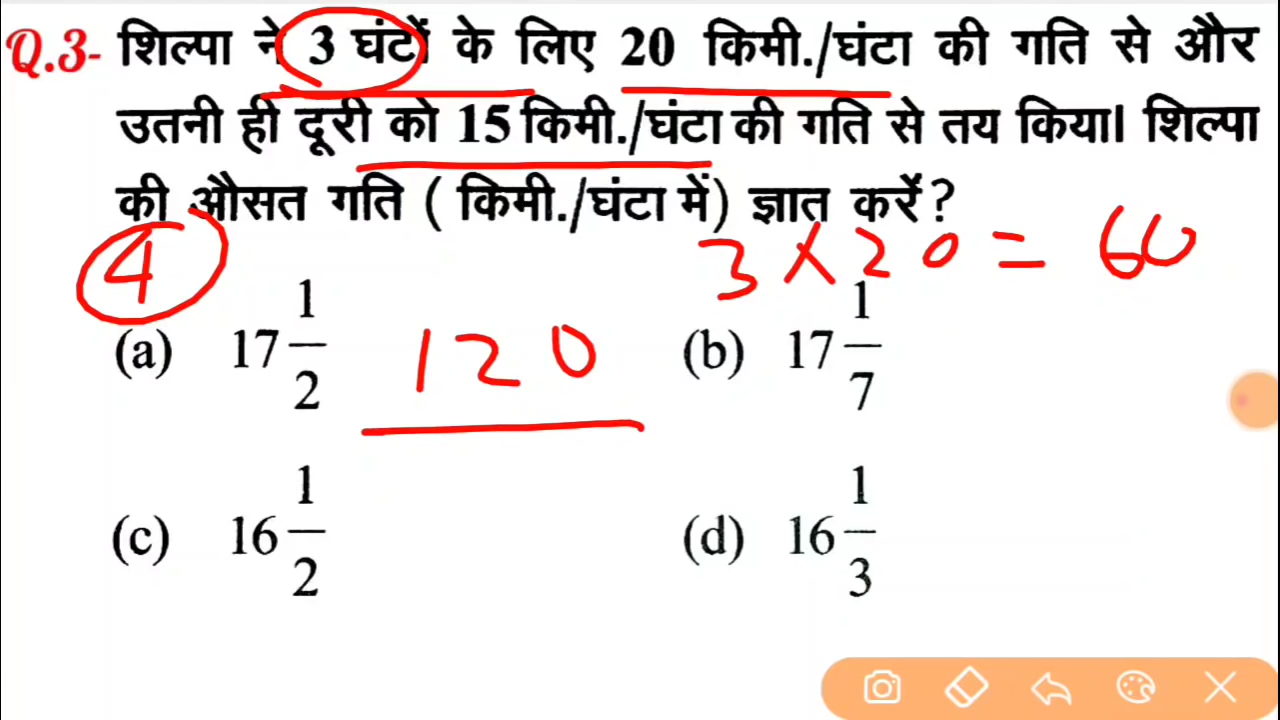 Q.3- शिल्पा ने 3 घंटों के लिए 20 किमी./घंटा की गति से और
उतनी ही दूरी को 15 किमी./घंटा की गति से तय किया। शिल्पा
की औसत गति ( किमी./घंटा में) ज्ञात करें?
4
3 × 20 = 60
(a) 17 1/2
120
(b) 17 1/7
(c) 16 1/2
(d) 16 1/3